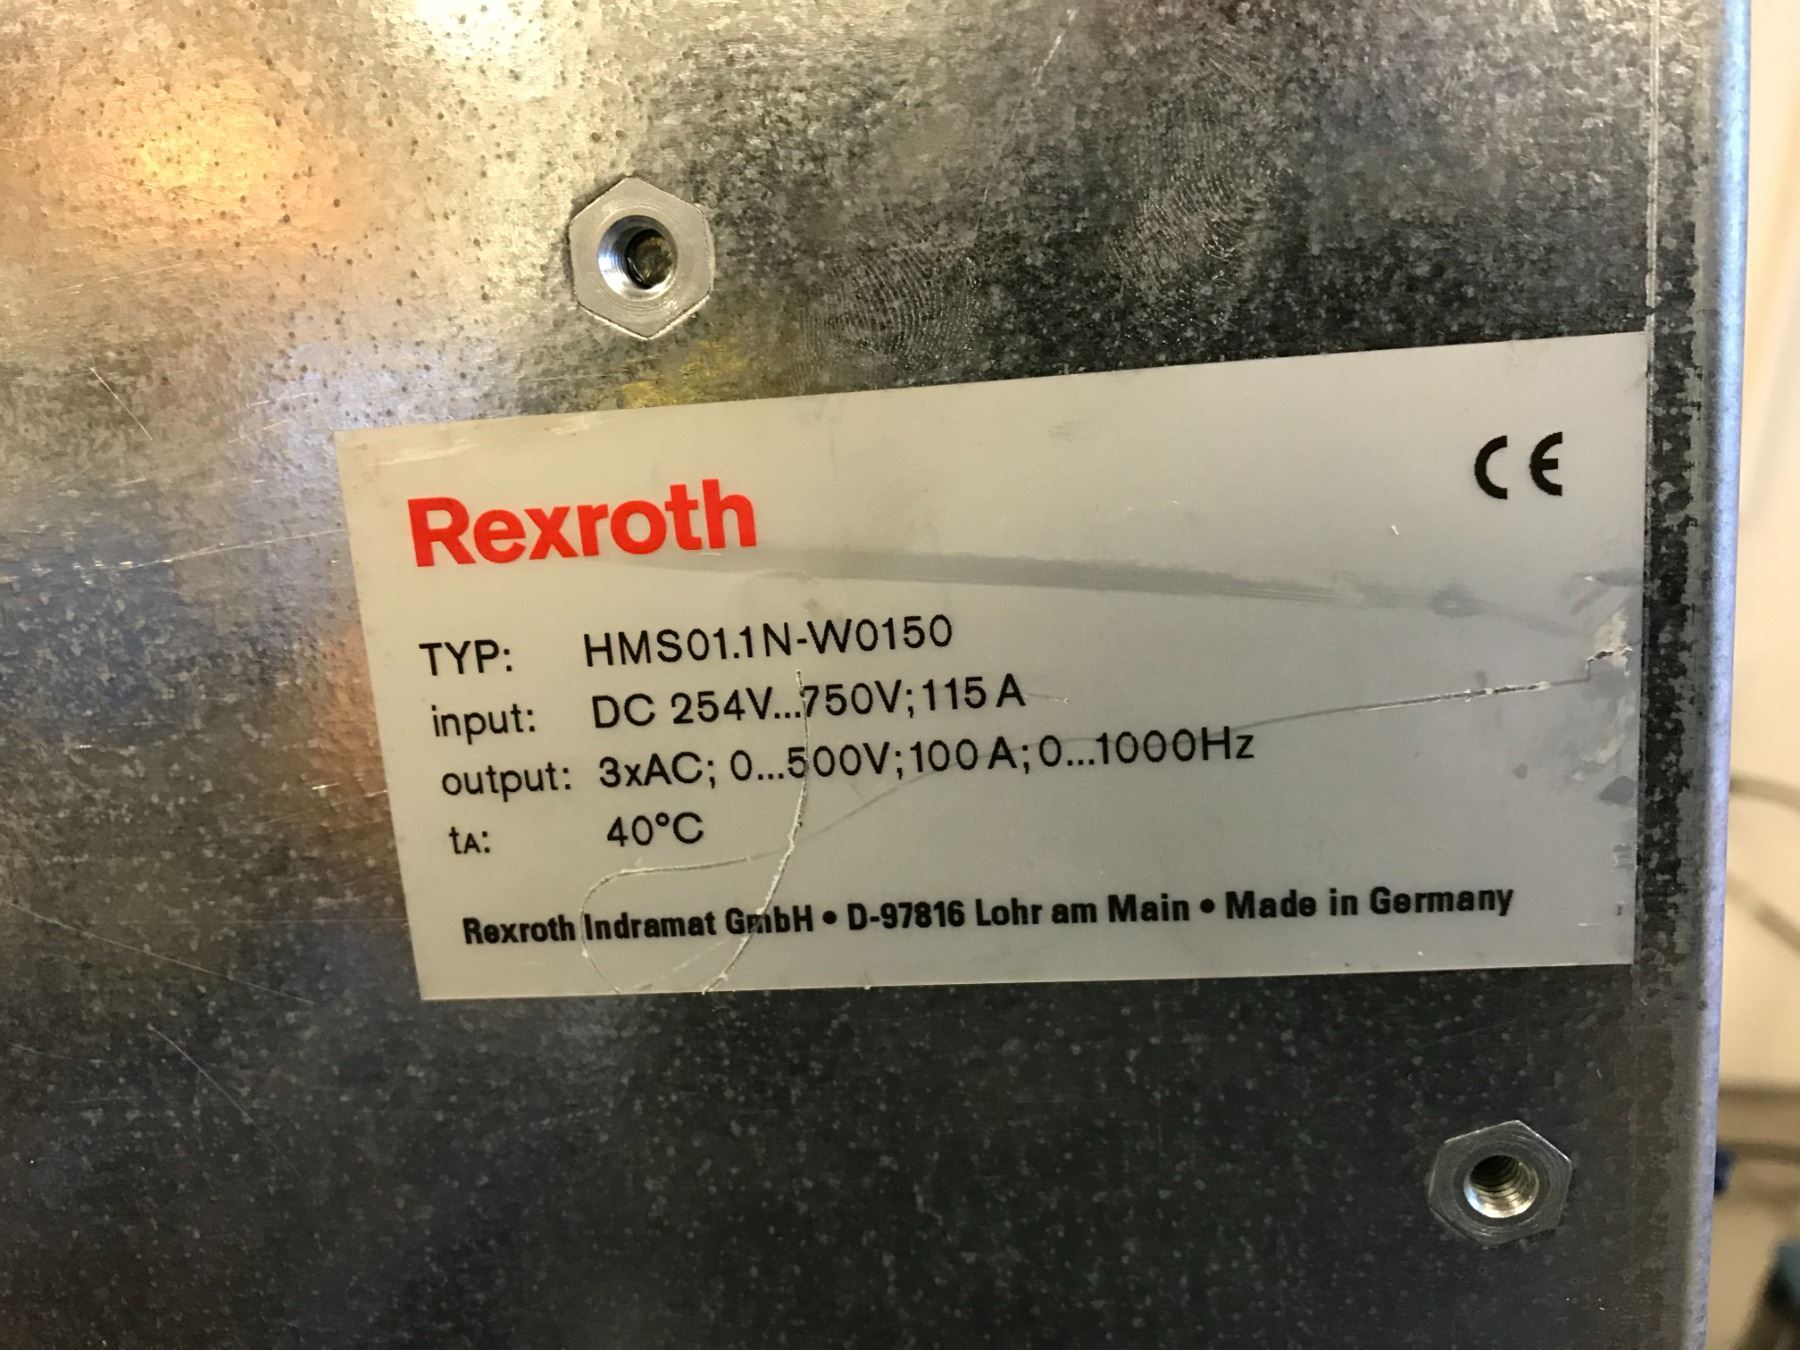 CE
Rexroth
TYP: HMS01.1N-W0150
input: DC 254V...750V; 115 A
output: 3xAC; 0...500V; 100 A; 0...1000Hz
tA: 40°C
Rexroth Indramat GmbH • D-97816 Lohr am Main • Made in Germany